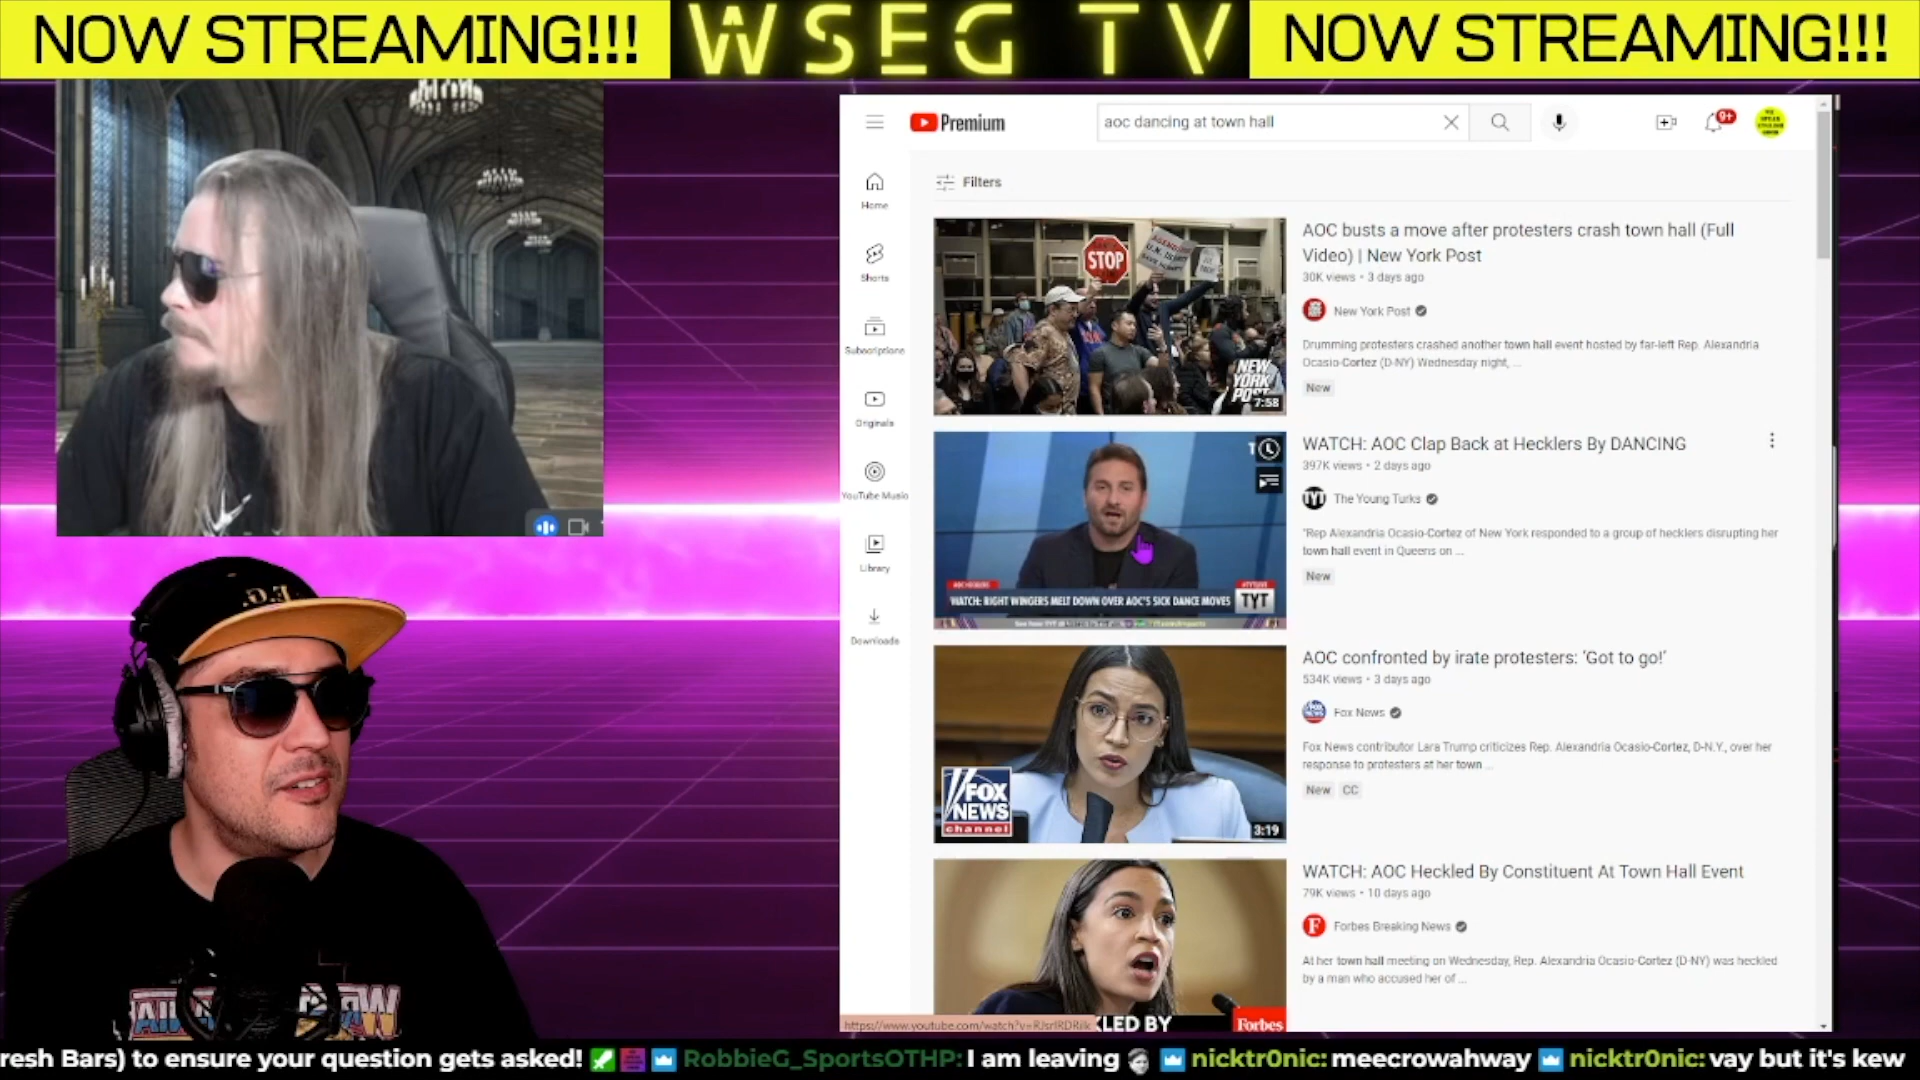 NOW STREAMING!!!
WSEG TV
NOW STREAMING!!!
Premium
aoc dancing at town hall
9+
Filters
Home
Shorts
Subscriptions
Originals
YouTube Music
Library
Downloads
STOP
NEW
YORK
POST
7:58
AOC busts a move after protesters crash town hall (Full
Video) | New York Post
30K views • 3 days ago
New York Post
Drumming protesters crashed another town hall event hosted by far-left Rep. Alexandria
Ocasio-Cortez (D-NY) Wednesday night, ...
New
WATCH: RIGHT WINGERS MELT DOWN OVER AOC'S SICK DANCE MOVES
TYT
WATCH: AOC Clap Back at Hecklers By DANCING
397K views • 2 days ago
TYT
The Young Turks
"Rep Alexandria Ocasio-Cortez of New York responded to a group of hecklers disrupting her
town hall event in Queens on ...
New
FOX
NEWS
channel
3:19
AOC confronted by irate protesters: 'Got to go!'
534K views • 3 days ago
Fox News
Fox News contributor Lara Trump criticizes Rep. Alexandria Ocasio-Cortez, D-N.Y., over her
response to protesters at her town ...
New CC
KLED BY
Forbes
WATCH: AOC Heckled By Constituent At Town Hall Event
79K views • 10 days ago
F
Forbes Breaking News
At her town hall meeting on Wednesday, Rep. Alexandria Ocasio-Cortez (D-NY) was heckled
by a man who accused her of ...
resh Bars) to ensure your question gets asked! RobbieG_SportsOTHP: I am leaving nicktr0nic: meecrowahway nicktr0nic: vay but it's kew